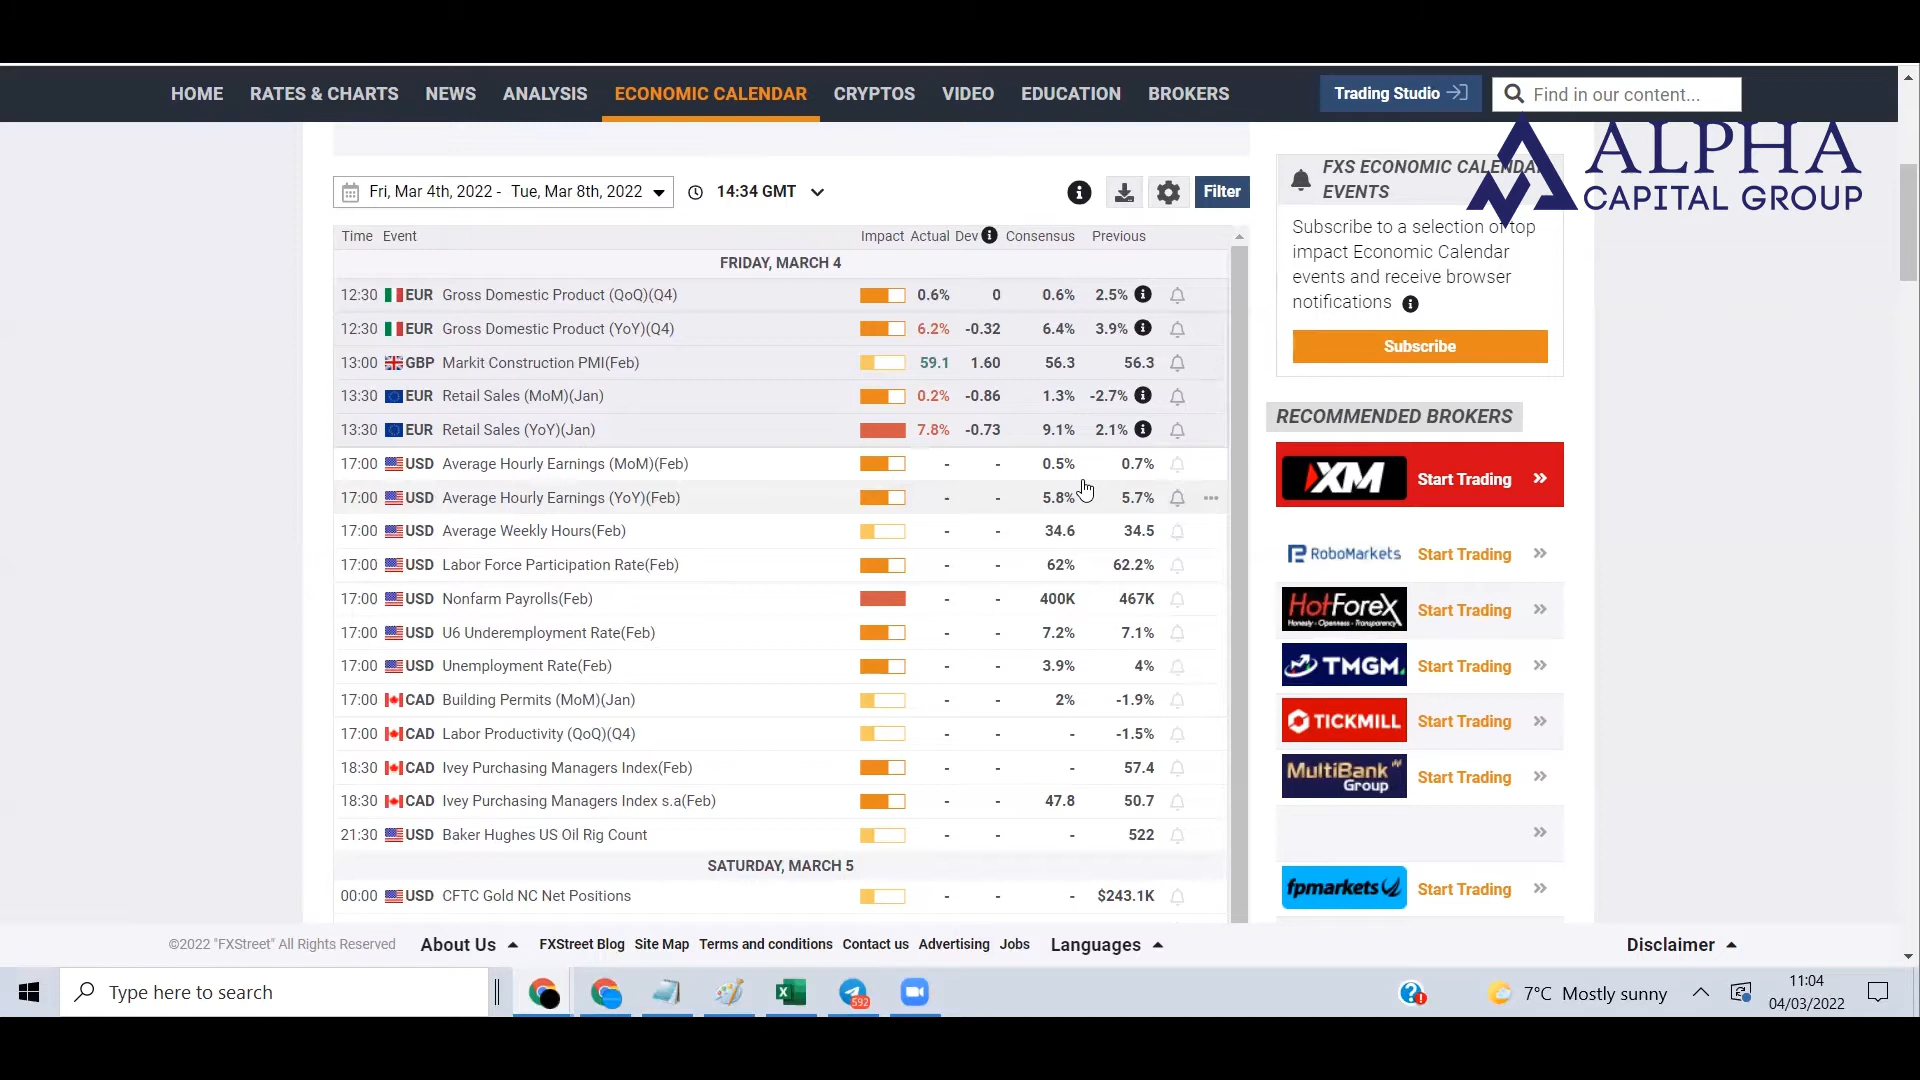 HOME RATES & CHARTS NEWS ANALYSIS ECONOMIC CALENDAR CRYPTOS VIDEO EDUCATION BROKERS Trading Studio Find in our content...
ALPHA
CAPITAL GROUP
Fri, Mar 4th, 2022 - Tue, Mar 8th, 2022 14:34 GMT Filter
Time Event Impact Actual Dev Consensus Previous
FRIDAY, MARCH 4
12:30 EUR Gross Domestic Product (QoQ)(Q4) 0.6% 0 0.6% 2.5%
12:30 EUR Gross Domestic Product (YoY)(Q4) 6.2% -0.32 6.4% 3.9%
13:00 GBP Markit Construction PMI(Feb) 59.1 1.60 56.3 56.3
13:30 EUR Retail Sales (MoM)(Jan) 0.2% -0.86 1.3% -2.7%
13:30 EUR Retail Sales (YoY)(Jan) 7.8% -0.73 9.1% 2.1%
17:00 USD Average Hourly Earnings (MoM)(Feb) - - 0.5% 0.7%
17:00 USD Average Hourly Earnings (YoY)(Feb) - - 5.8% 5.7%
17:00 USD Average Weekly Hours(Feb) - - 34.6 34.5
17:00 USD Labor Force Participation Rate(Feb) - - 62% 62.2%
17:00 USD Nonfarm Payrolls(Feb) - - 400K 467K
17:00 USD U6 Underemployment Rate(Feb) - - 7.2% 7.1%
17:00 USD Unemployment Rate(Feb) - - 3.9% 4%
17:00 CAD Building Permits (MoM)(Jan) - - 2% -1.9%
17:00 CAD Labor Productivity (QoQ)(Q4) - - - -1.5%
18:30 CAD Ivey Purchasing Managers Index(Feb) - - - 57.4
18:30 CAD Ivey Purchasing Managers Index s.a(Feb) - - 47.8 50.7
21:30 USD Baker Hughes US Oil Rig Count - - - 522
SATURDAY, MARCH 5
00:00 USD CFTC Gold NC Net Positions - - - $243.1K
FXS ECONOMIC CALENDAR
EVENTS
Subscribe to a selection of top
impact Economic Calendar
events and receive browser
notifications
Subscribe
RECOMMENDED BROKERS
XM Start Trading
RoboMarkets Start Trading
HotForex Start Trading
Honesty - Openness - Transparency
TMGM Start Trading
TICKMILL Start Trading
MultiBank Group Start Trading
fpmarkets Start Trading
©2022 "FXStreet" All Rights Reserved About Us FXStreet Blog Site Map Terms and conditions Contact us Advertising Jobs Languages Disclaimer
Type here to search 592 7°C Mostly sunny 11:04
04/03/2022